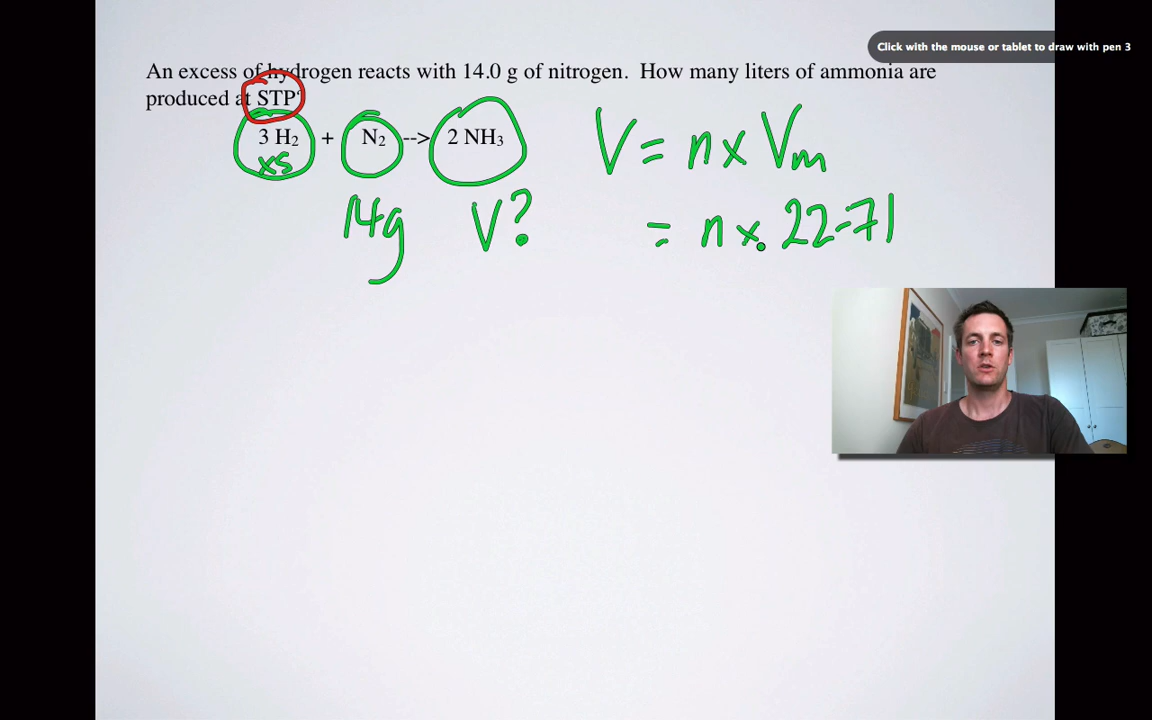 Click with the mouse or tablet to draw with pen 3
An excess of hydrogen reacts with 14.0 g of nitrogen. How many liters of ammonia are
produced at STP?
3 H₂ + N₂ --> 2 NH₃
xs
14g V?
V = n x Vm
= n x 22.71